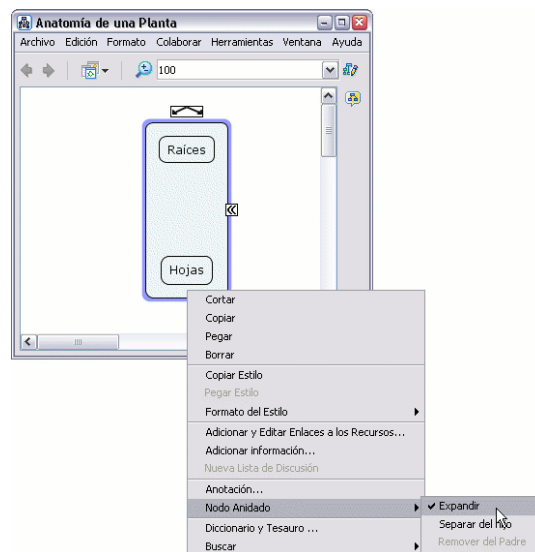 Anatomía de una Planta
Archivo Edición Formato Colaborar Herramientas Ventana Ayuda
100
Raíces
Hojas
Cortar
Copiar
Pegar
Borrar
Copiar Estilo
Pegar Estilo
Formato del Estilo
Adicionar y Editar Enlaces a los Recursos...
Adicionar información...
Nueva Lista de Discusión
Anotación...
Nodo Anidado
Expandir
Diccionario y Tesauro ...
Separar del
Buscar
Remover del Padre